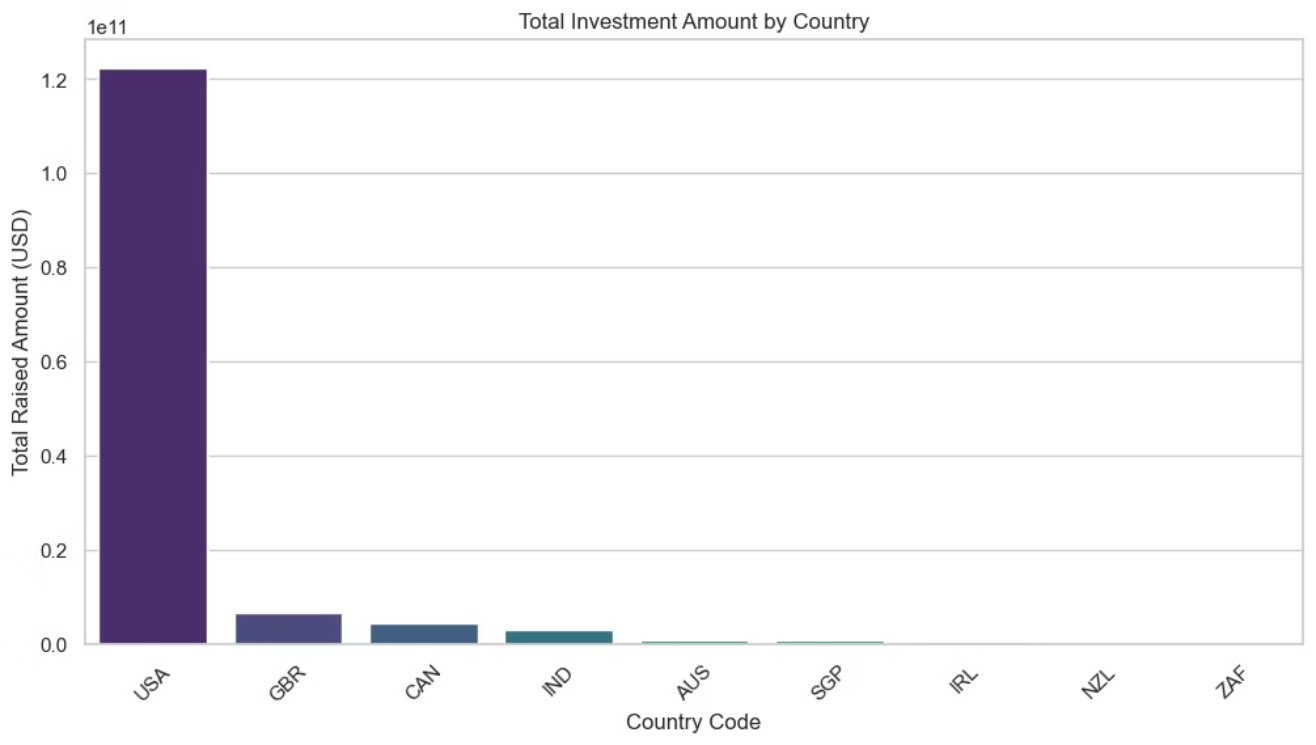 Total Investment Amount by Country
1e11
1.2
1.0
0.8
0.6
0.4
0.2
0.0
Total Raised Amount (USD)
USA GBR CAN IND AUS SGP IRL NZL ZAF
Country Code